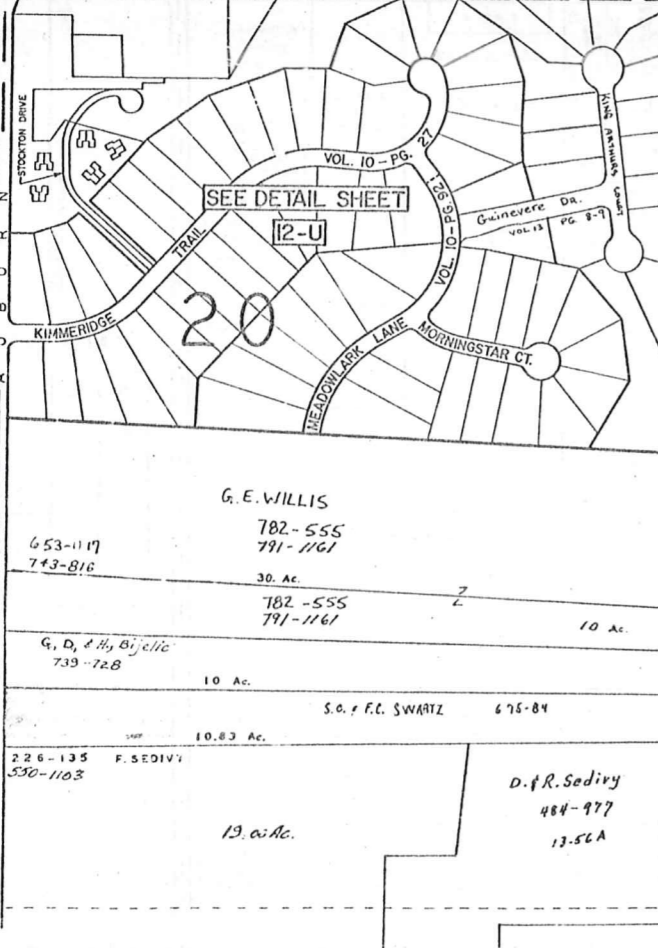 STOCKTON DRIVE
VOL. 10 - PG. 27
KING ARTHURS COURT
SEE DETAIL SHEET
12-U
VOL. 10 - PG. 92
Guinevere Dr.
VOL 13 PG. 8-9
KIMMERIDGE TRAIL
20
MEADOWLARK LANE
MORNINGSTAR CT.
G. E. WILLIS
782-555
791-1161
653-1117
743-816
30. Ac.
782-555
791-1161
Z
10 Ac.
G, D, & H, Bijelic
739-728
10 Ac.
S.O. & F.C. SWARTZ 675-84
10.83 Ac.
226-135 F. SEDIVY
550-1103
D. & R. Sedivy
484-977
13.56 A
Ac.